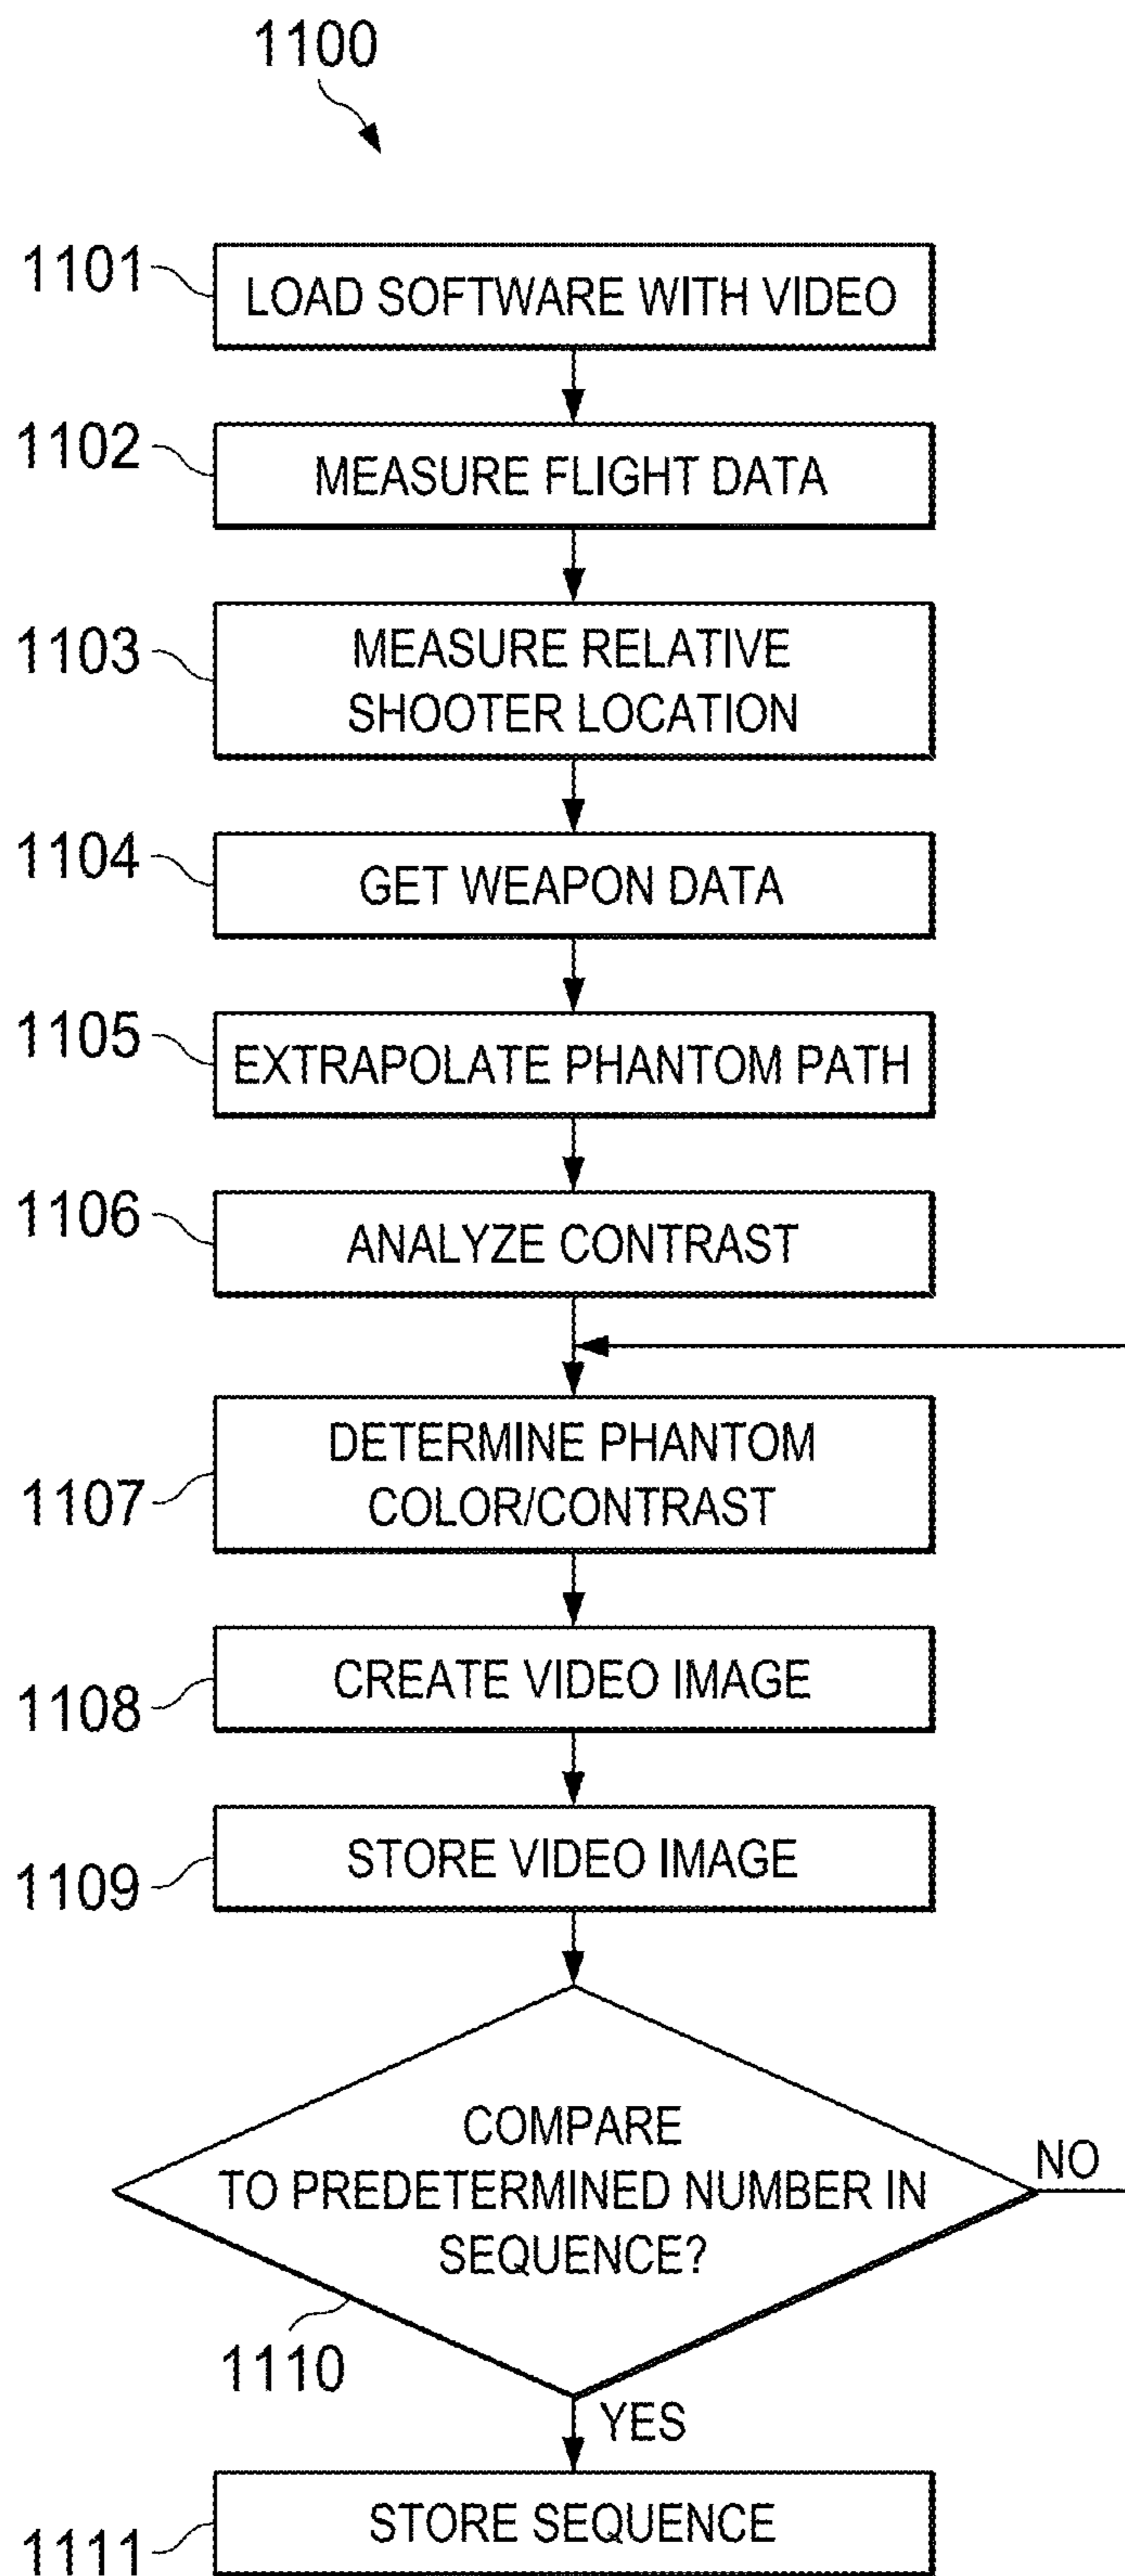 1100
1101
LOAD SOFTWARE WITH VIDEO
1102
MEASURE FLIGHT DATA
1103
MEASURE RELATIVE
SHOOTER LOCATION
1104
GET WEAPON DATA
1105
EXTRAPOLATE PHANTOM PATH
1106
ANALYZE CONTRAST
1107
DETERMINE PHANTOM
COLOR/CONTRAST
1108
CREATE VIDEO IMAGE
1109
STORE VIDEO IMAGE
COMPARE
TO PREDETERMINED NUMBER IN
SEQUENCE?
NO
1110
YES
1111
STORE SEQUENCE